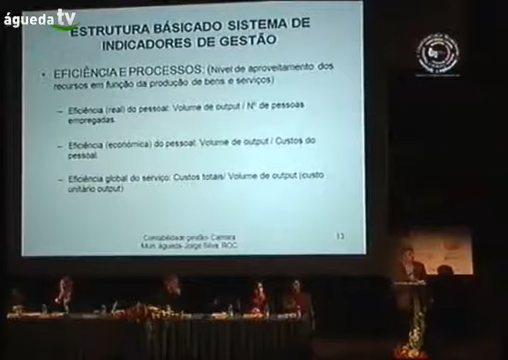 águeda tv
ESTRUTURA BÁSICADO SISTEMA DE
INDICADORES DE GESTÃO
• EFICIÊNCIA E PROCESSOS: (Nível de aproveitamento dos
recursos em função da produção de bens e serviços)
– Eficiência (real) do pessoal: Volume de output / Nº de pessoas
empregadas.
– Eficiência (económica) do pessoal: Volume de output / Custos do
pessoal.
– Eficiência global do serviço: Custos totais/ Volume de output (custo
unitário output)
Contabilidade gestão- Camara
Mun. águeda- Jorge Silva, ROC
13